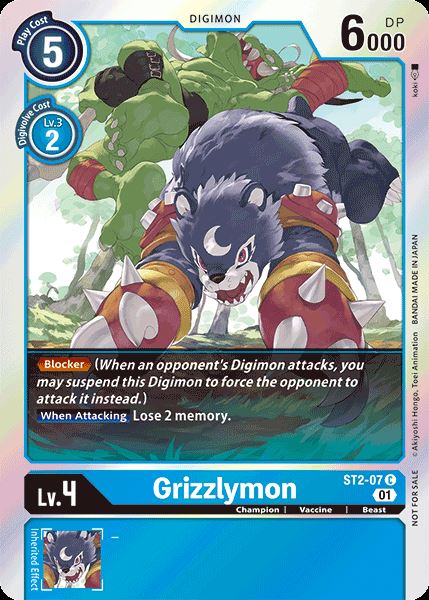 DIGIMON
Play Cost
5
DP
6000
Digivolve Cost
Lv.3
2
koki
Blocker (When an opponent's Digimon attacks, you
may suspend this Digimon to force the opponent to
attack it instead.)
When Attacking Lose 2 memory.
©Akiyoshi Hongo, Toei Animation BANDAI MADE IN JAPAN
NOT FOR SALE
Lv.4
Grizzlymon
ST2-07 C
01
Champion | Vaccine | Beast
Inherited Effect
–